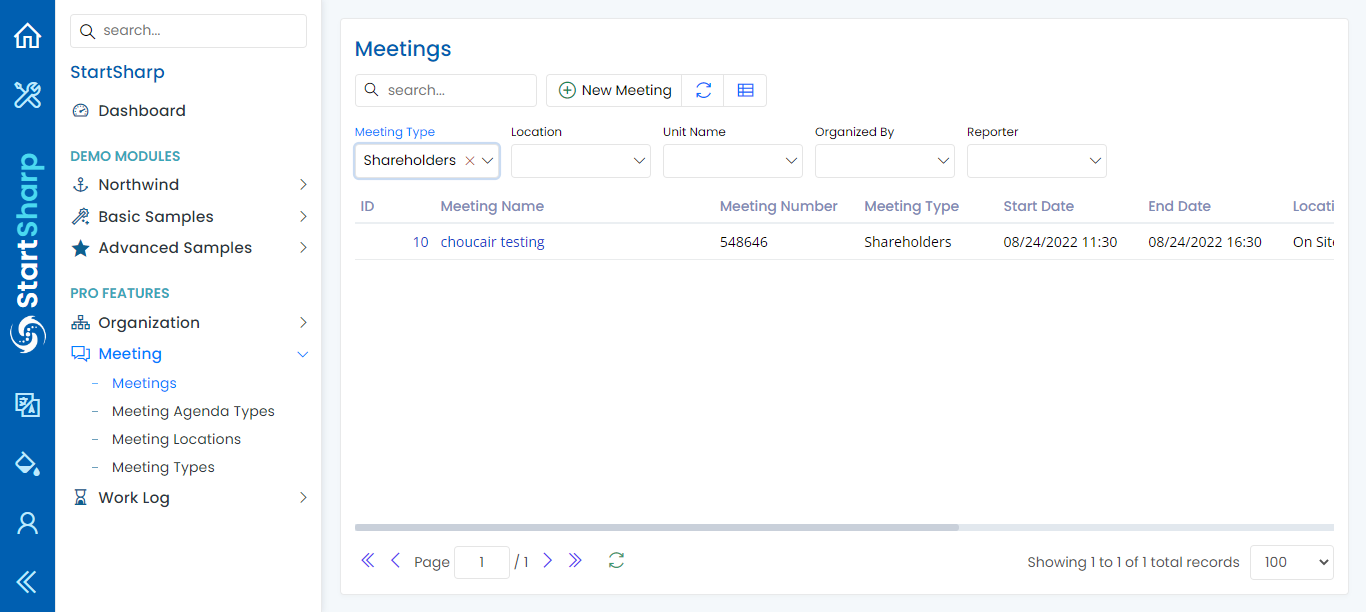 StartSharp
search...
StartSharp
Dashboard
DEMO MODULES
Northwind
Basic Samples
Advanced Samples
PRO FEATURES
Organization
Meeting
Meetings
Meeting Agenda Types
Meeting Locations
Meeting Types
Work Log
Meetings
search...
New Meeting
Meeting Type Location Unit Name Organized By Reporter
Shareholders
ID Meeting Name Meeting Number Meeting Type Start Date End Date Locati
10 choucair testing 548646 Shareholders 08/24/2022 11:30 08/24/2022 16:30 On Site
Page 1 / 1 Showing 1 to 1 of 1 total records 100